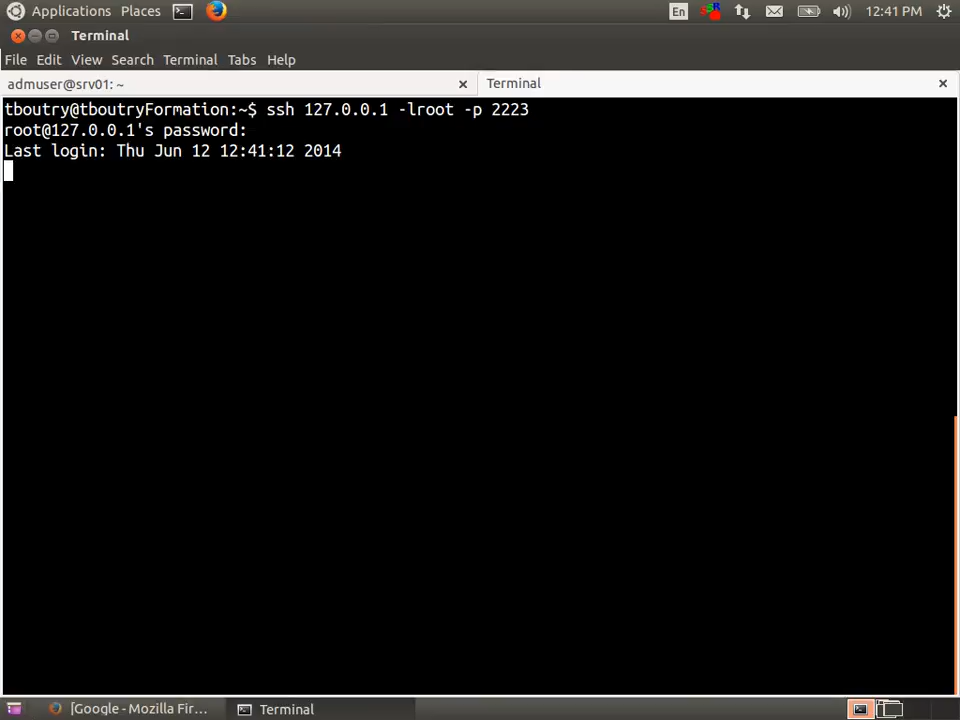 Applications Places En 12:41 PM
Terminal
File Edit View Search Terminal Tabs Help
admuser@srv01: ~ Terminal
tboutry@tboutryFormation:~$ ssh 127.0.0.1 -lroot -p 2223
root@127.0.0.1's password:
Last login: Thu Jun 12 12:41:12 2014
[Google - Mozilla Fir... Terminal